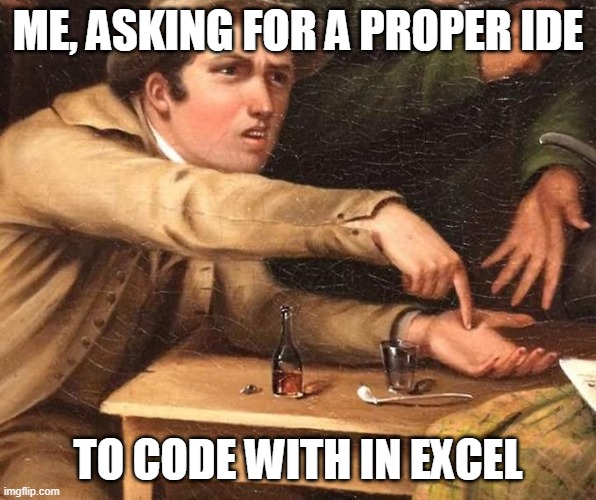 ME, ASKING FOR A PROPER IDE
TO CODE WITH IN EXCEL
imgflip.com